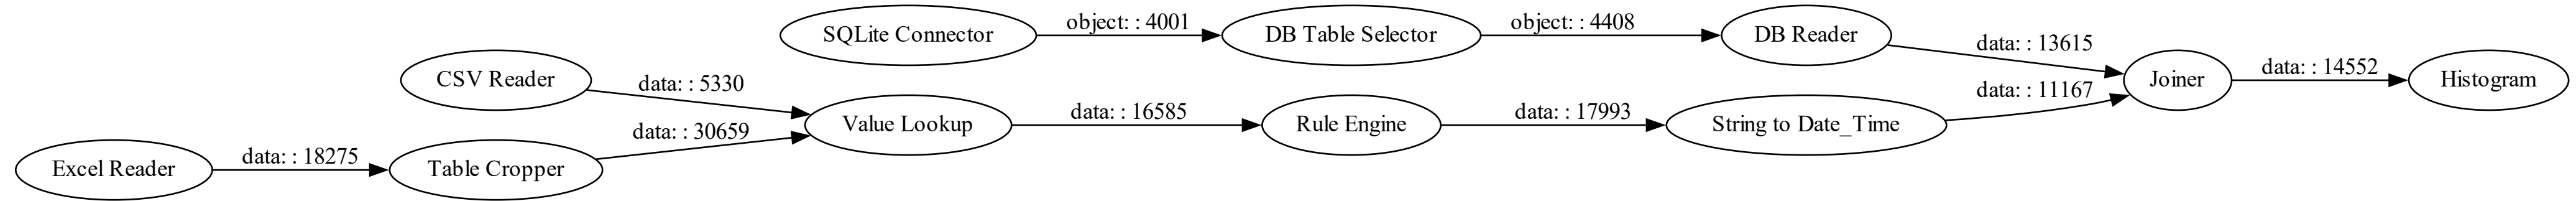 SQLite Connector
object: : 4001
DB Table Selector
object: : 4408
DB Reader
data: : 13615
CSV Reader
data: : 5330
Joiner
data: : 14552
Histogram
Excel Reader
data: : 18275
Table Cropper
data: : 30659
Value Lookup
data: : 16585
Rule Engine
data: : 17993
String to Date_Time
data: : 11167